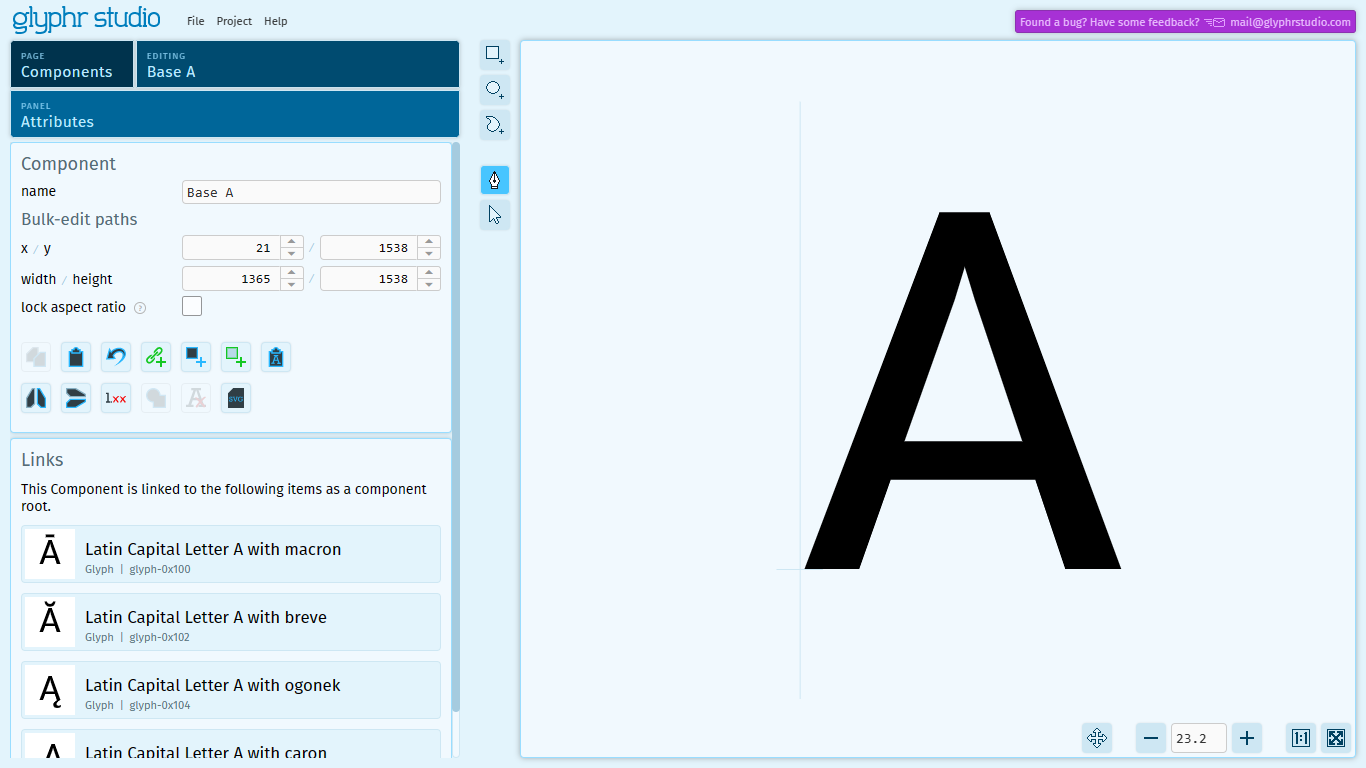 glyphr studio
File Project Help
Found a bug? Have some feedback? mail@glyphrstudio.com
PAGE
Components
EDITING
Base A
PANEL
Attributes
Component
name
Base A
Bulk-edit paths
x / y
21 / 1538
width / height
1365 / 1538
lock aspect ratio ?
A
1.xx
A
SVG
Links
This Component is linked to the following items as a component
root.
Ā
Latin Capital Letter A with macron
Glyph | glyph-0x100
Ă
Latin Capital Letter A with breve
Glyph | glyph-0x102
Ą
Latin Capital Letter A with ogonek
Glyph | glyph-0x104
Latin Capital Letter A with caron
A
23.2
1:1